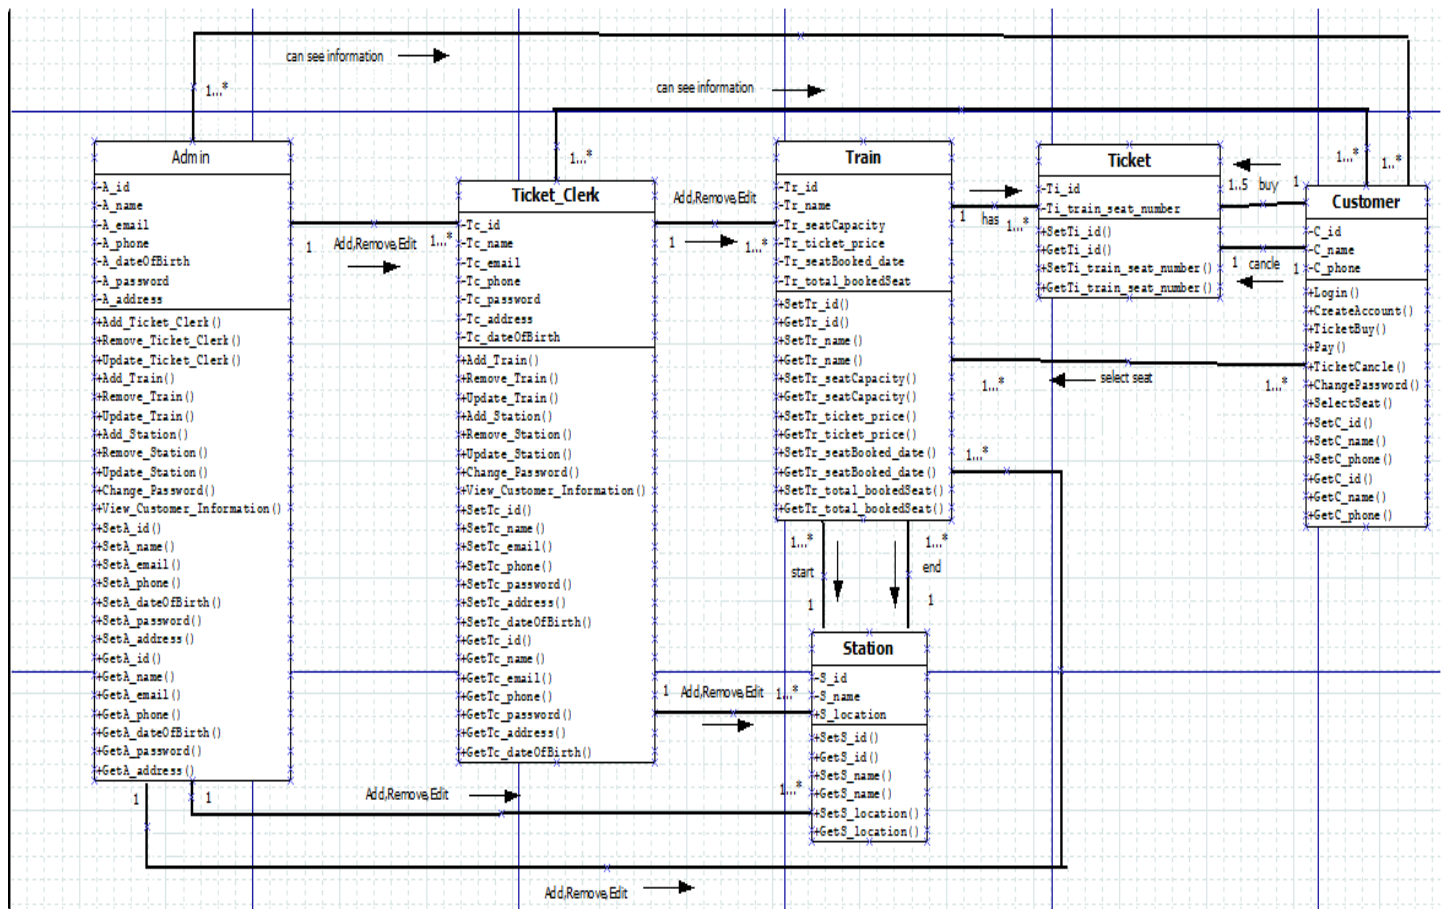 can see information
1...*
can see information
1...*
1...*
1..*
Admin
-A_id
-A_name
-A_email
-A_phone
-A_dateOfBirth
-A_password
-A_address
+Add_Ticket_Clerk()
+Remove_Ticket_Clerk()
+Update_Ticket_Clerk()
+Add_Train()
+Remove_Train()
+Update_Train()
+Add_Station()
+Remove_Station()
+Update_Station()
+Change_Password()
+View_Customer_Information()
+SetA_id()
+SetA_name()
+SetA_email()
+SetA_phone()
+SetA_dateOfBirth()
+SetA_password()
+SetA_address()
+GetA_id()
+GetA_name()
+GetA_email()
+GetA_phone()
+GetA_dateOfBirth()
+GetA_password()
+GetA_address()
1
Add,Remove,Edit
1...*
Ticket_Clerk
-Tc_id
-Tc_name
-Tc_email
-Tc_phone
-Tc_password
-Tc_address
-Tc_dateOfBirth
+Add_Train()
+Remove_Train()
+Update_Train()
+Add_Station()
+Remove_Station()
+Update_Station()
+Change_Password()
+View_Customer_Information()
+SetTc_id()
+SetTc_name()
+SetTc_email()
+SetTc_phone()
+SetTc_password()
+SetTc_address()
+SetTc_dateOfBirth()
+GetTc_id()
+GetTc_name()
+GetTc_email()
+GetTc_phone()
+GetTc_password()
+GetTc_address()
+GetTc_dateOfBirth()
Add,Remove,Edit
1
1...*
Train
-Tr_id
-Tr_name
-Tr_seatCapacity
-Tr_ticket_price
-Tr_seatBooked_date
-Tr_total_bookedSeat
+SetTr_id()
+GetTr_id()
+SetTr_name()
+GetTr_name()
+SetTr_seatCapacity()
+GetTr_seatCapacity()
+SetTr_ticket_price()
+GetTr_ticket_price()
+SetTr_seatBooked_date()
+GetTr_seatBooked_date()
+SetTr_total_bookedSeat()
+GetTr_total_bookedSeat()
1 has 1...*
Ticket
-Ti_id
-Ti_train_seat_number
+SetTi_id()
+GetTi_id()
+SetTi_train_seat_number()
+GetTi_train_seat_number()
1..5 buy 1
1 cancle 1
Customer
-C_id
-C_name
-C_phone
+Login()
+CreateAccount()
+TicketBuy()
+Pay()
+TicketCancle()
+ChangePassword()
+SelectSeat()
+SetC_id()
+SetC_name()
+SetC_phone()
+GetC_id()
+GetC_name()
+GetC_phone()
1...* select seat 1...*
1...*
1...* 1...*
start end
1 1
Station
-S_id
-S_name
+S_location
+SetS_id()
+GetS_id()
+SetS_name()
+GetS_name()
+SetS_location()
+GetS_location()
1 Add,Remove,Edit 1...*
1 1 Add,Remove,Edit 1...*
Add,Remove,Edit